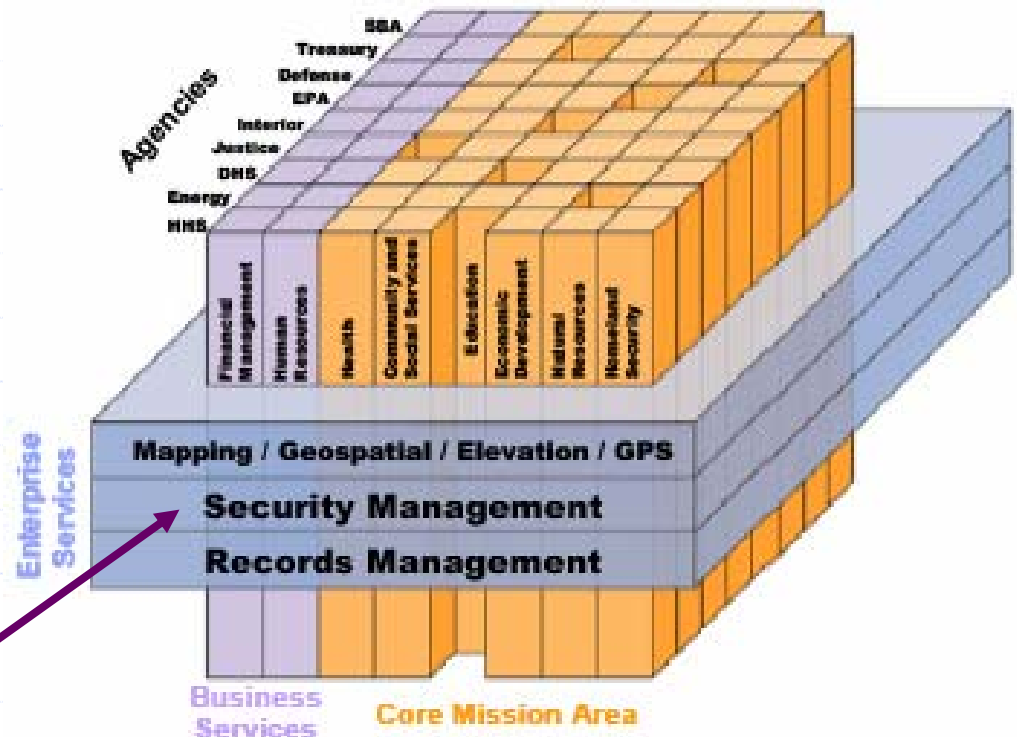 SBA
Treasury
Defense
EPA
Interior
Justice
DHS
Energy
HHS
Agencies
Financial
Management
Human
Resources
Health
Community and
Social Services
Education
Economic
Development
Natural
Resources
Homeland
Security
Mapping / Geospatial / Elevation / GPS
Security Management
Records Management
Enterprise
Services
Business
Services
Core Mission Area